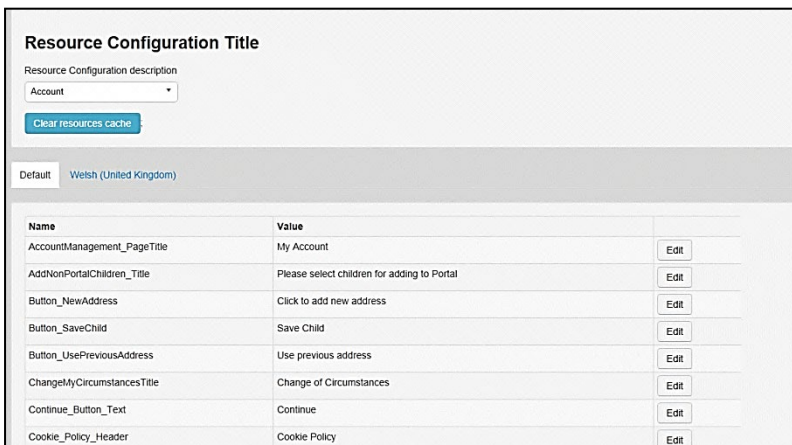 Resource Configuration Title
Resource Configuration description
Account
Clear resources cache
Default Welsh (United Kingdom)
Name Value
AccountManagement_PageTitle My Account Edit
AddNonPortalChildren_Title Please select children for adding to Portal Edit
Button_NewAddress Click to add new address Edit
Button_SaveChild Save Child Edit
Button_UsePreviousAddress Use previous address Edit
ChangeMyCircumstancesTitle Change of Circumstances Edit
Continue_Button_Text Continue Edit
Cookie_Policy_Header Cookie Policy Edit